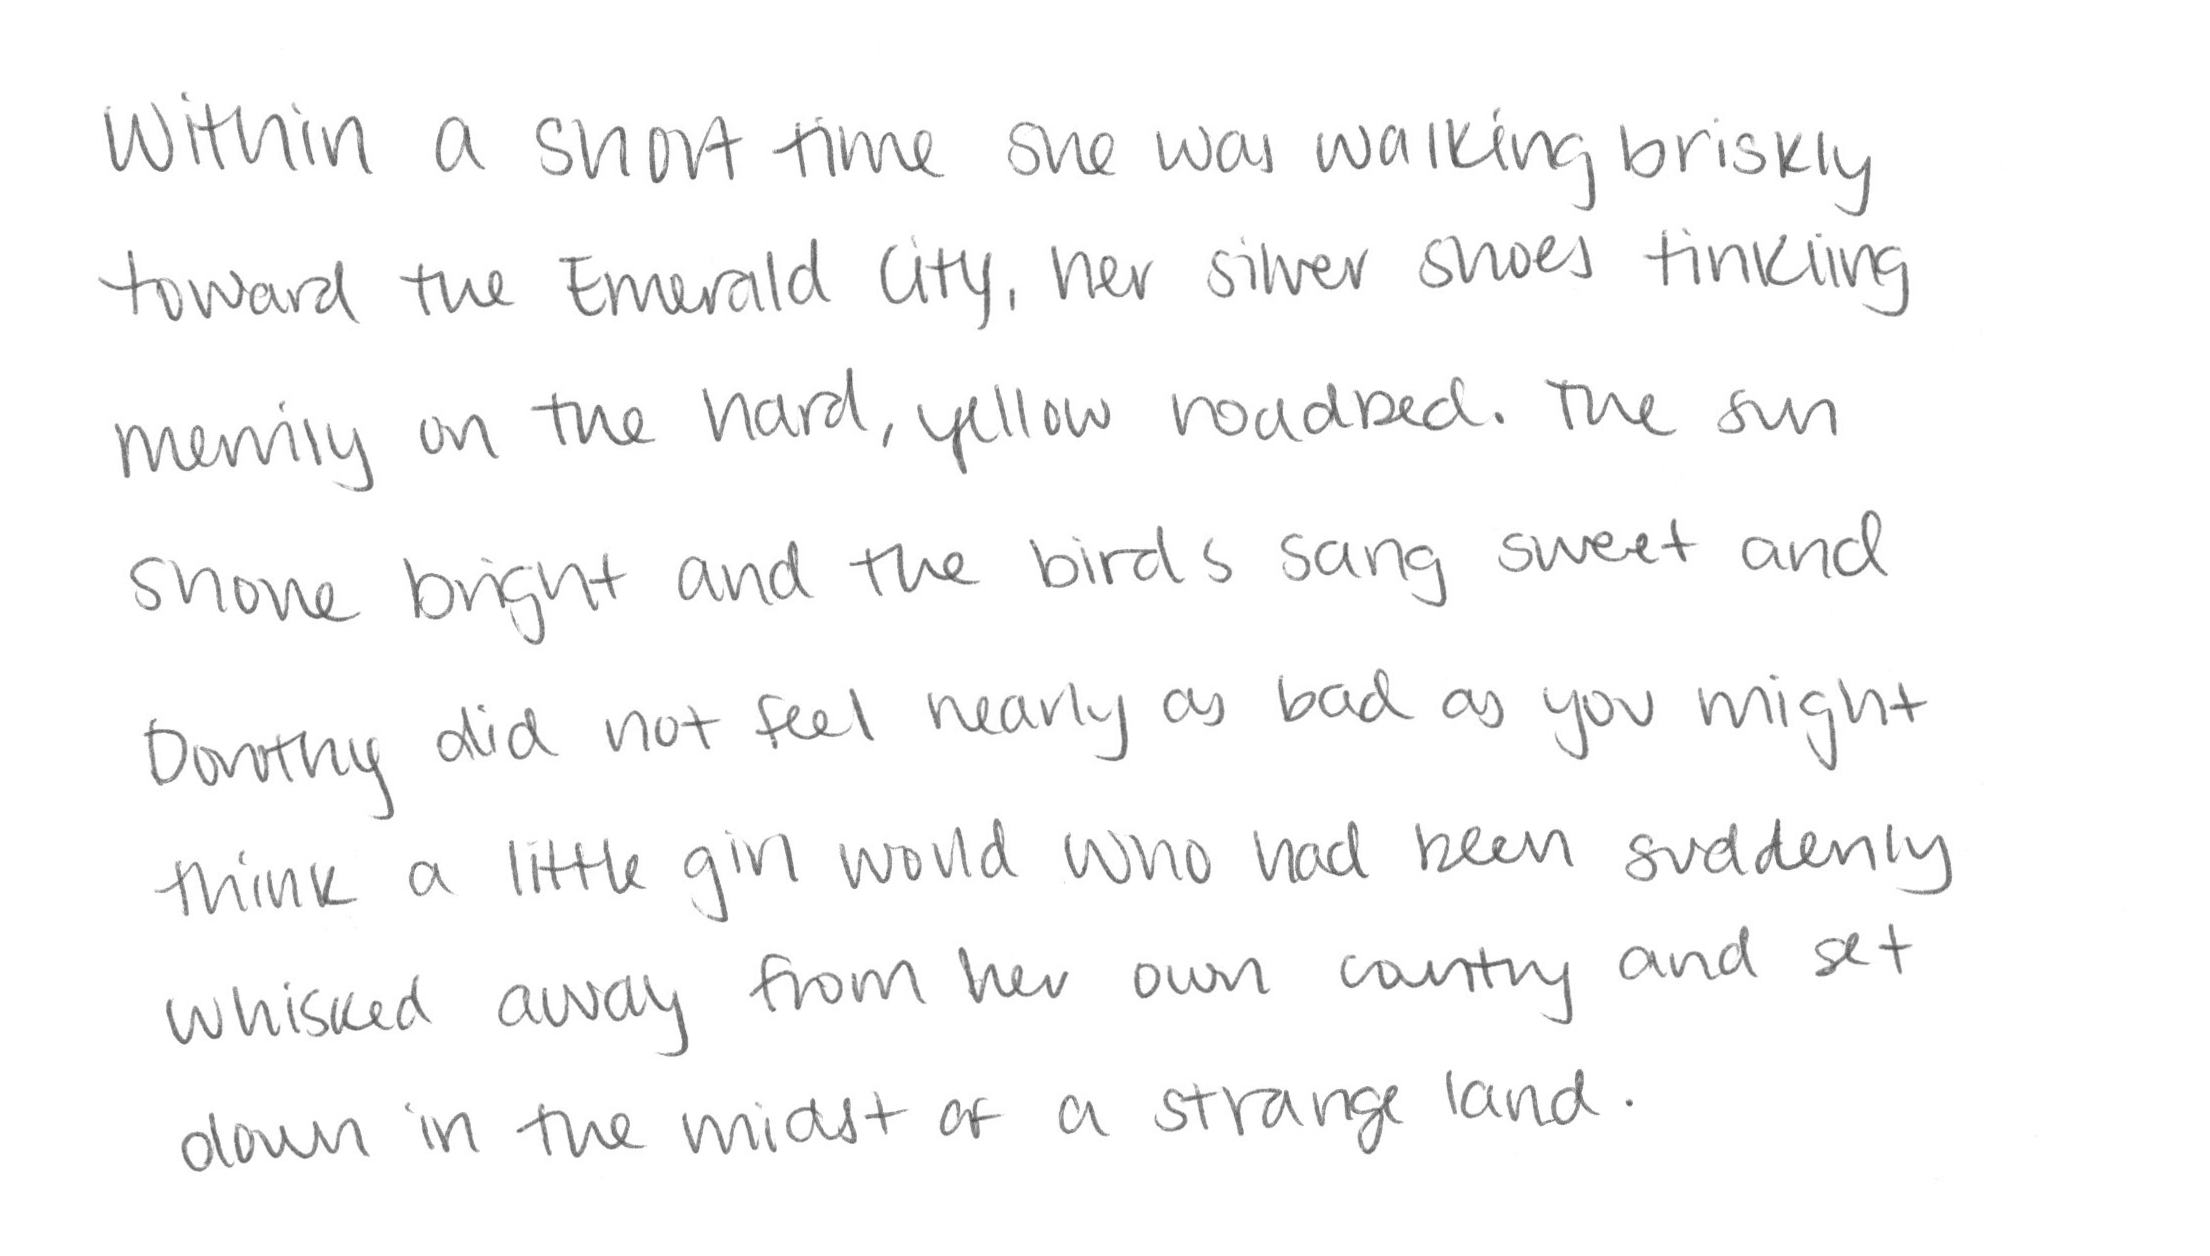 Within a short time she was walking briskly
toward the Emerald City, her silver shoes tinkling
merrily on the hard, yellow roadbed. The sun
shone bright and the birds sang sweet and
Dorothy did not feel nearly as bad as you might
think a little girl would who had been suddenly
whisked away from her own country and set
down in the midst of a strange land.